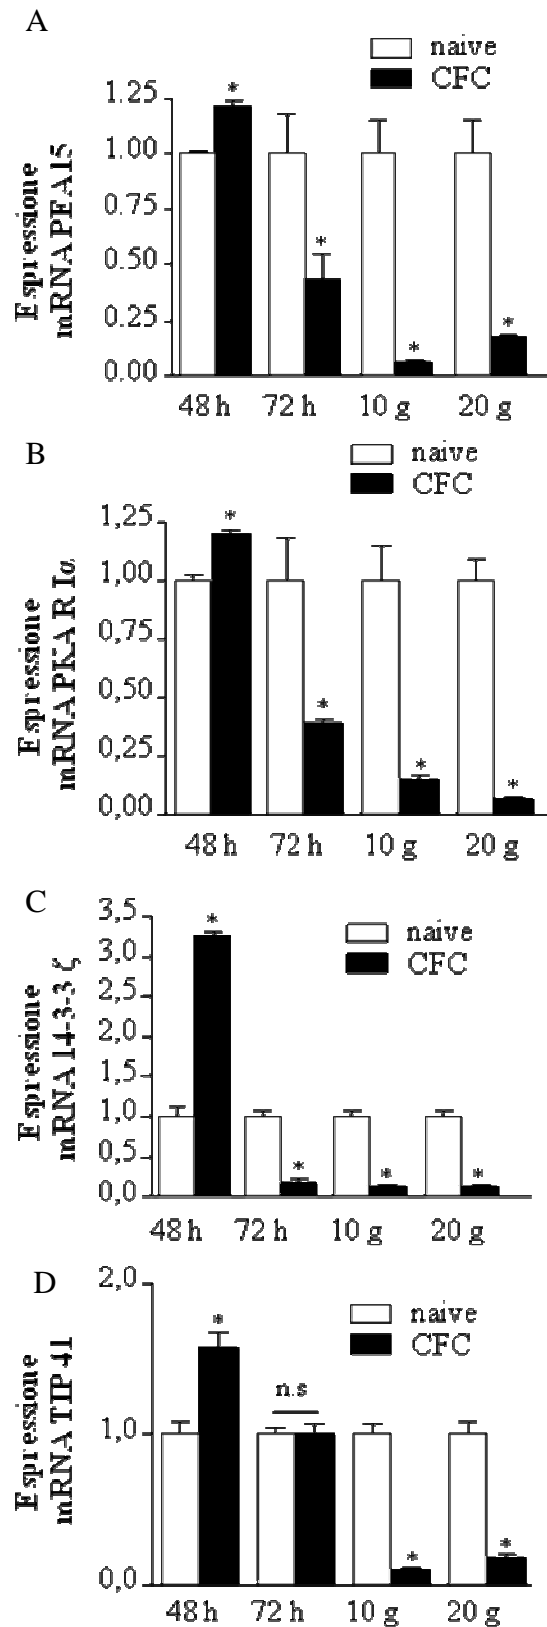 A
naive
CFC
Espressione
mRNA PEA15
1.25
1.00
0.75
0.50
0.25
0.00
*
*
*
*
48 h 72 h 10 g 20 g
B
naive
CFC
Espressione
mRNA PKA R Iα
1,25
1,00
0,75
0,50
0,25
0,00
*
*
*
*
48 h 72 h 10 g 20 g
C
naive
CFC
Espressione
mRNA 14-3-3 ζ
3,5
3,0
2,5
2,0
1,5
1,0
0,5
0,0
*
*
*
*
48 h 72 h 10 g 20 g
D
naive
CFC
Espressione
mRNA TIP 41
2,0
1,0
0,0
*
n.s
*
*
48 h 72 h 10 g 20 g